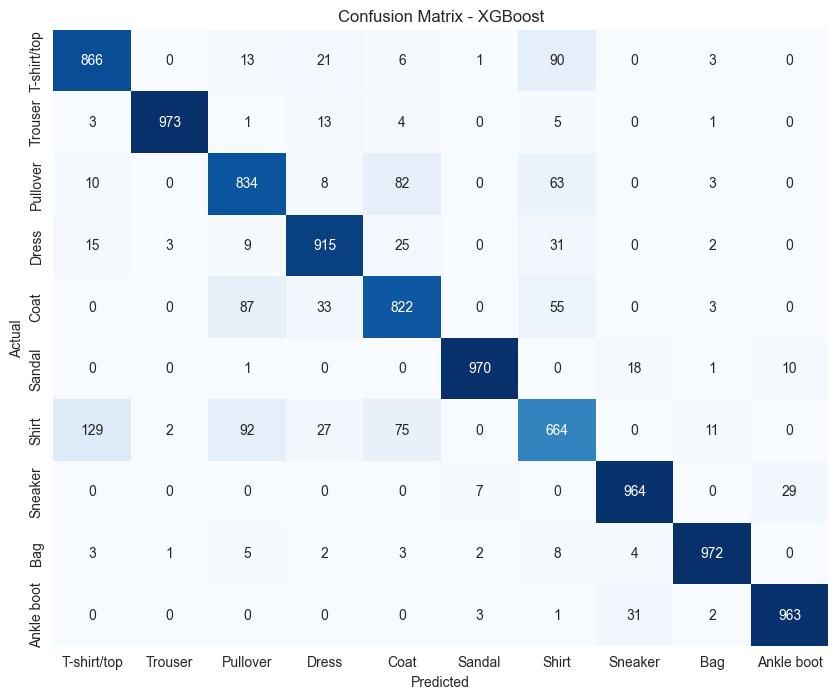 Confusion Matrix - XGBoost
Actual
T-shirt/top 866 0 13 21 6 1 90 0 3 0
Trouser 3 973 1 13 4 0 5 0 1 0
Pullover 10 0 834 8 82 0 63 0 3 0
Dress 15 3 9 915 25 0 31 0 2 0
Coat 0 0 87 33 822 0 55 0 3 0
Sandal 0 0 1 0 0 970 0 18 1 10
Shirt 129 2 92 27 75 0 664 0 11 0
Sneaker 0 0 0 0 0 7 0 964 0 29
Bag 3 1 5 2 3 2 8 4 972 0
Ankle boot 0 0 0 0 0 3 1 31 2 963
T-shirt/top Trouser Pullover Dress Coat Sandal Shirt Sneaker Bag Ankle boot
Predicted